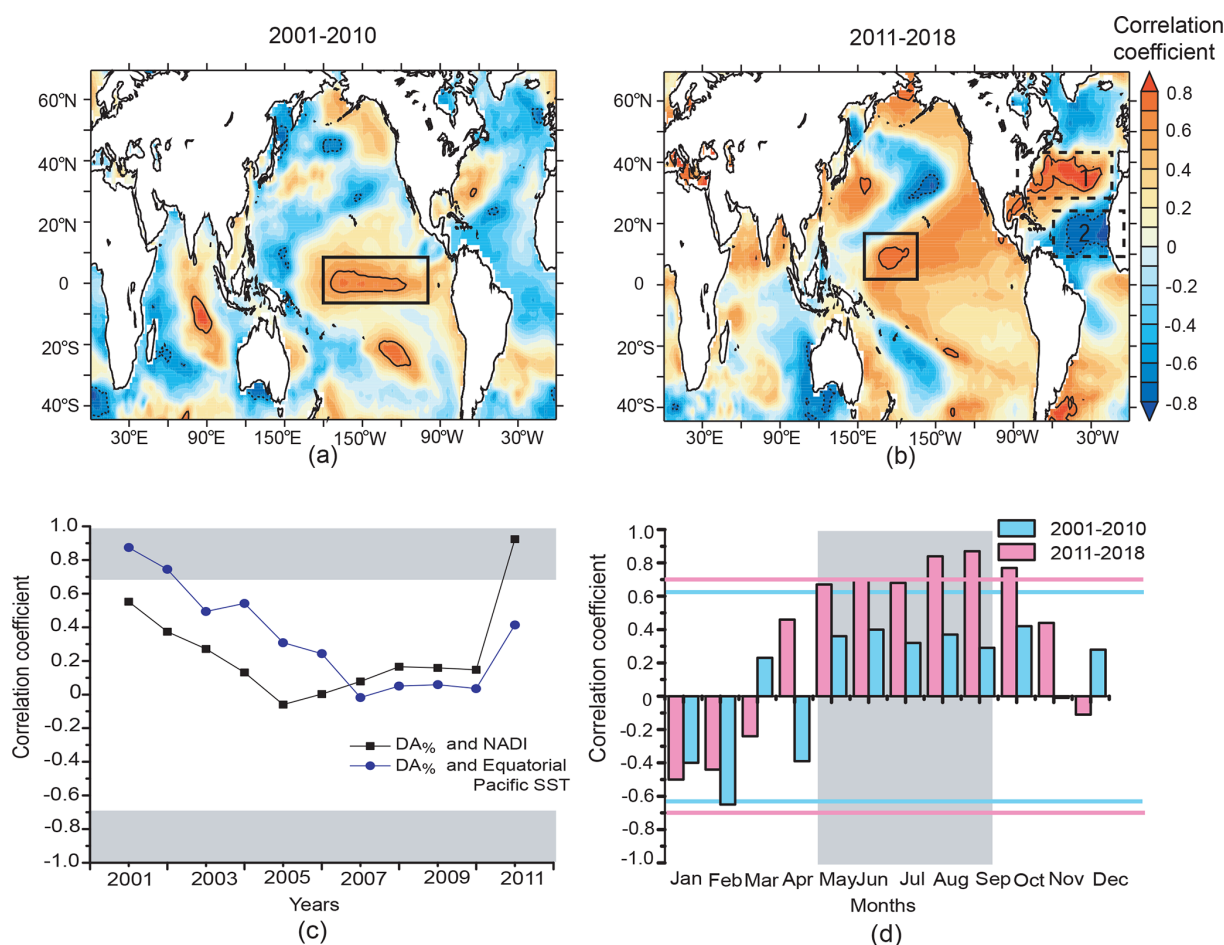 2001-2010
2011-2018
Correlation
coefficient
60°N
40°N
20°N
0
20°S
40°S
30°E
90°E
150°E
150°W
90°W
30°W
(a)
60°N
40°N
20°N
0
20°S
40°S
1
2
30°E
90°E
150°E
150°W
90°W
30°W
(b)
0.8
0.6
0.4
0.2
0
-0.2
-0.4
-0.6
-0.8
Correlation coefficient
1.0
0.8
0.6
0.4
0.2
0
-0.2
-0.4
-0.6
-0.8
-1.0
DA% and NADI
DA% and Equatorial
Pacific SST
2001
2003
2005
2007
2009
2011
Years
(c)
Correlation coefficient
1.0
0.8
0.6
0.4
0.2
0
-0.2
-0.4
-0.6
-0.8
-1.0
2001-2010
2011-2018
Jan Feb Mar Apr May Jun Jul Aug Sep Oct Nov Dec
Months
(d)